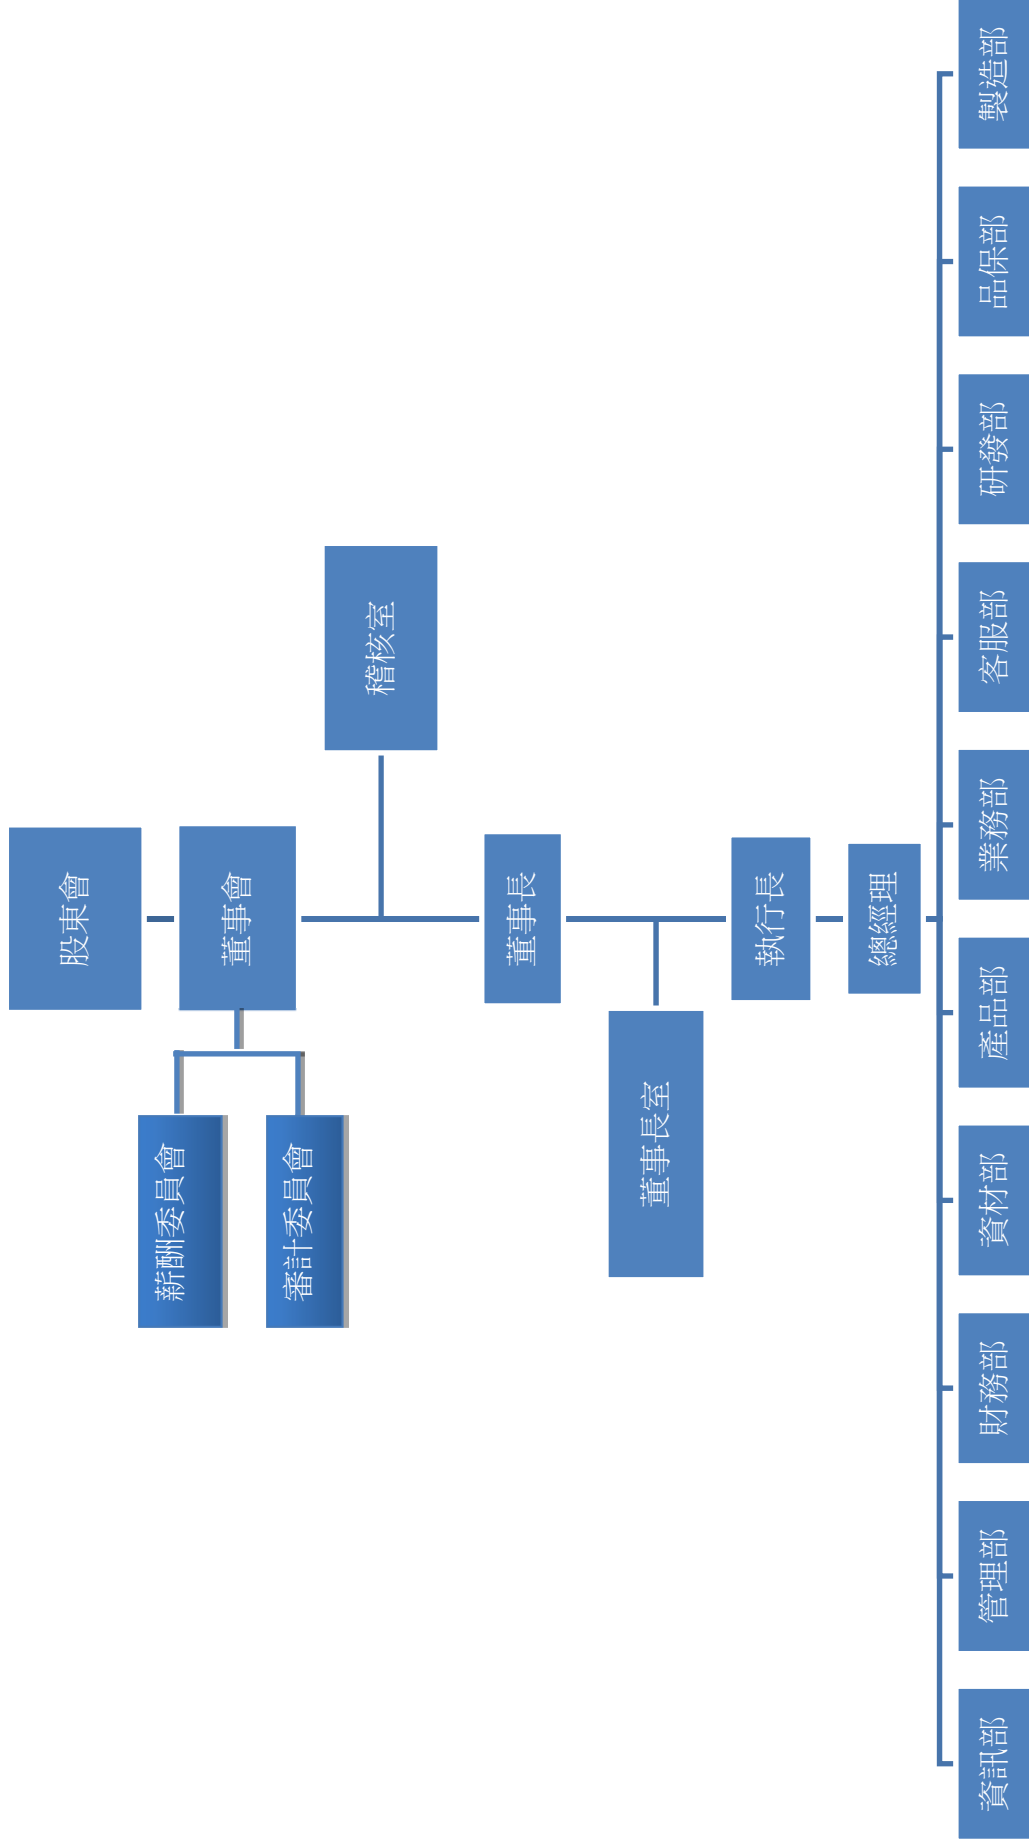 股東會
董事會
薪酬委員會
審計委員會
稽核室
董事長
董事長室
執行長
總經理
資訊部
管理部
財務部
資材部
產品部
業務部
客服部
研發部
品保部
製造部